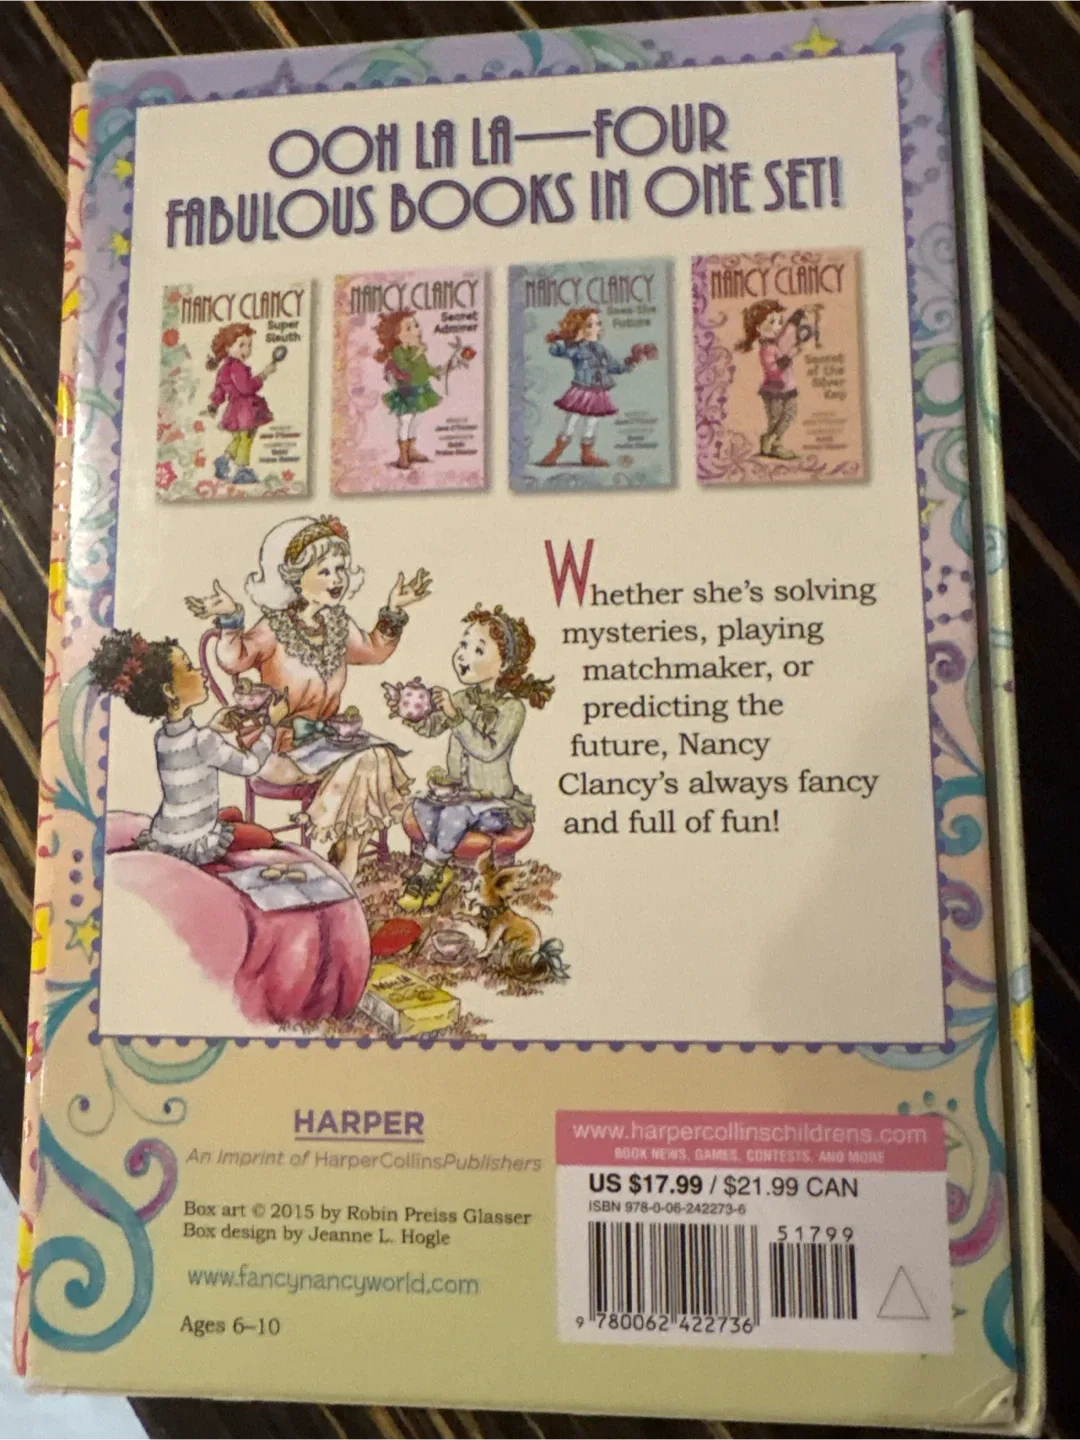 OOH LA LA—FOUR
FABULOUS BOOKS IN ONE SET!
NANCY CLANCY
Super
Sleuth
NANCY CLANCY
Secret
Admirer
NANCY CLANCY
Sees the
Future
NANCY CLANCY
Secret
of the
Silver
Key
Whether she's solving
mysteries, playing
matchmaker, or
predicting the
future, Nancy
Clancy's always fancy
and full of fun!
HARPER
An Imprint of HarperCollinsPublishers
Box art © 2015 by Robin Preiss Glasser
Box design by Jeanne L. Hogle
www.fancynancyworld.com
Ages 6–10
www.harpercollinschildrens.com
BOOK NEWS, GAMES, CONTESTS, AND MORE
US $17.99 / $21.99 CAN
ISBN 978-0-06-242273-6
51799
9 780062 422736